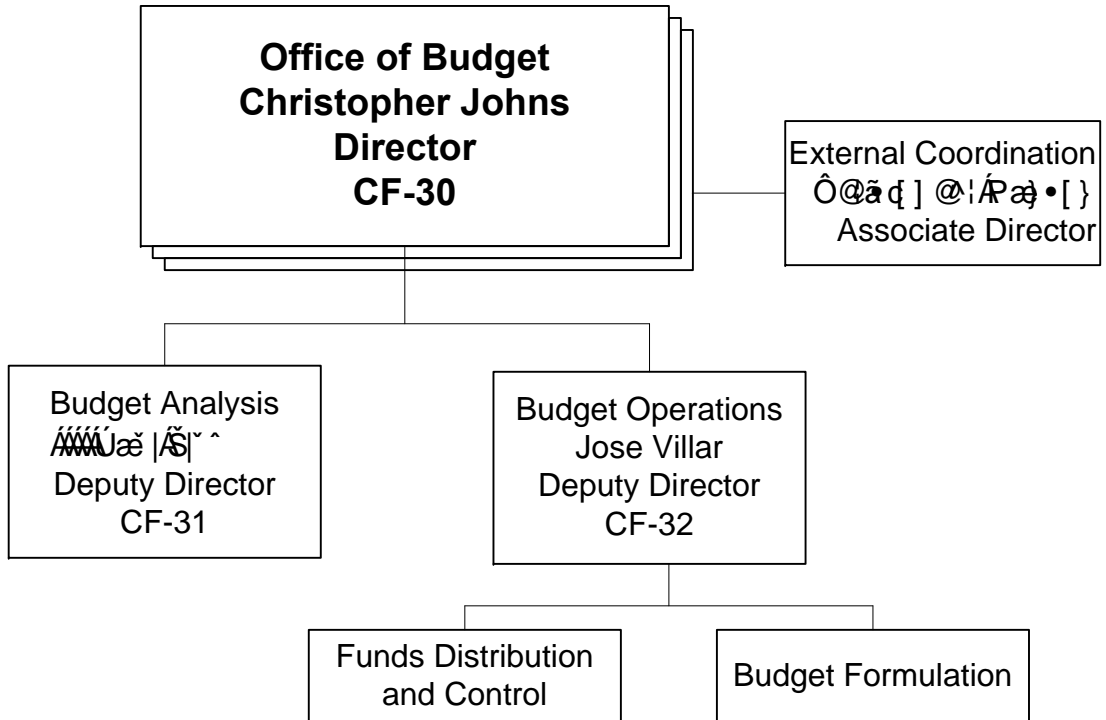 Office of Budget
Christopher Johns
Director
CF-30
External Coordination
Associate Director
Budget Analysis
Deputy Director
CF-31
Budget Operations
Jose Villar
Deputy Director
CF-32
Funds Distribution
and Control
Budget Formulation